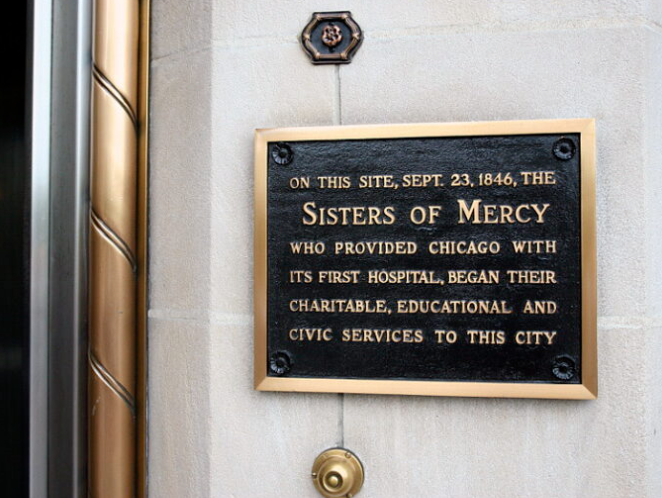 ON THIS SITE, SEPT. 23, 1846, THE
SISTERS OF MERCY
WHO PROVIDED CHICAGO WITH
ITS FIRST HOSPITAL, BEGAN THEIR
CHARITABLE, EDUCATIONAL AND
CIVIC SERVICES TO THIS CITY